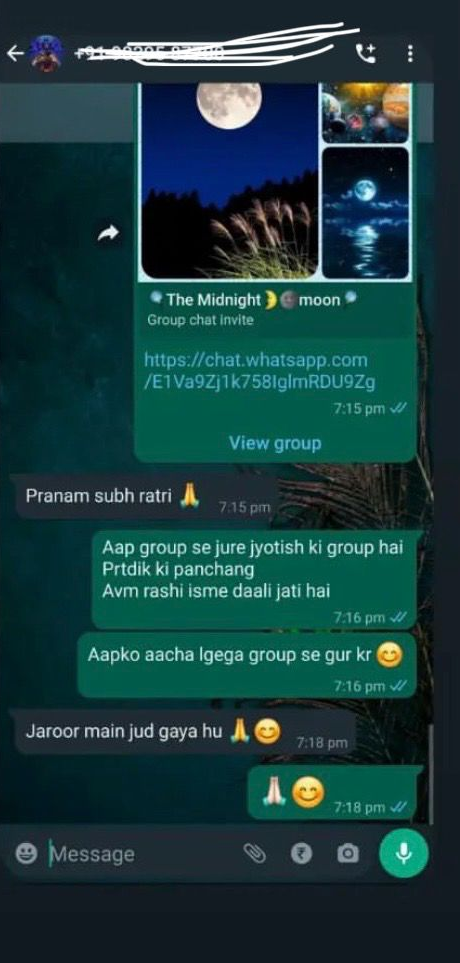 The Midnight🌛🌚moon
Group chat invite
https://chat.whatsapp.com
/E1Va9Zj1k758IglmRDU9Zg
7:15 pm
View group
Pranam subh ratri 🙏
7:15 pm
Aap group se jure jyotish ki group hai
Prtdik ki panchang
Avm rashi isme daali jati hai
7:16 pm
Aapko aacha lgega group se gur kr 😊
7:16 pm
Jaroor main jud gaya hu 🙏😊
7:18 pm
🙏🏻😊
7:18 pm
Message